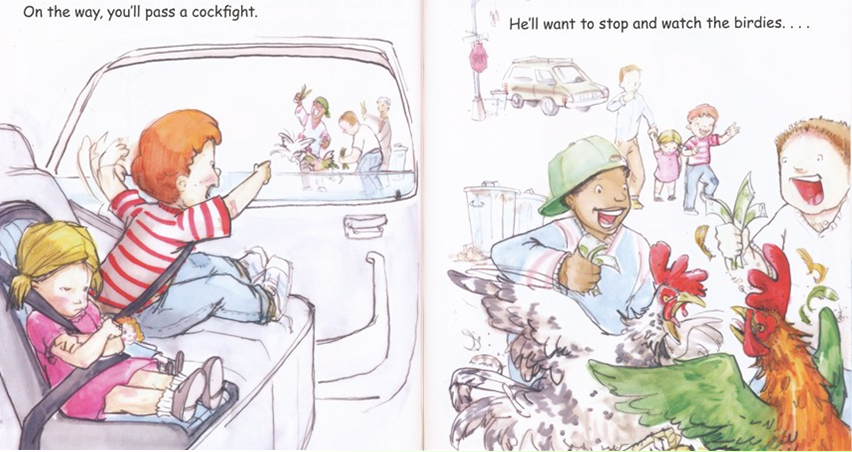 On the way, you'll pass a cockfight.
He'll want to stop and watch the birdies. . . .